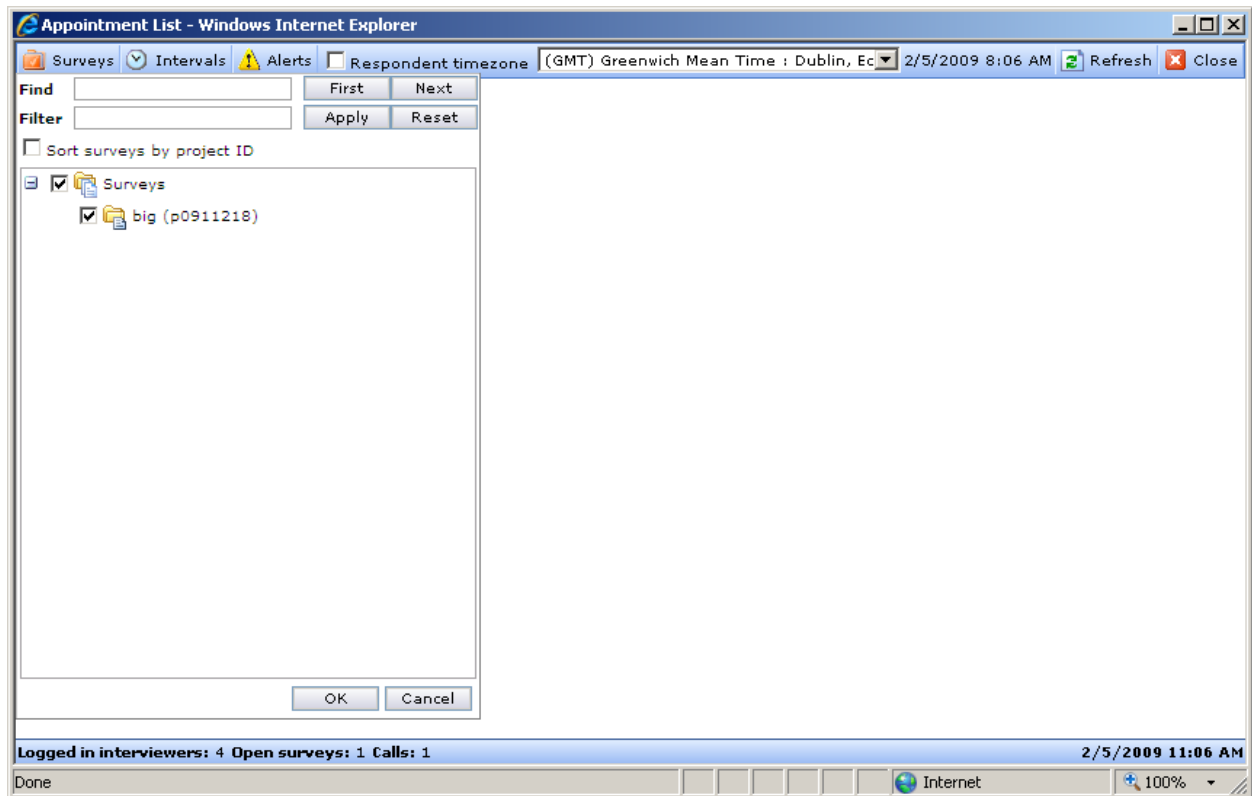 Appointment List - Windows Internet Explorer
Surveys Intervals Alerts Respondent timezone (GMT) Greenwich Mean Time : Dublin, Ec 2/5/2009 8:06 AM Refresh Close
Find First Next
Filter Apply Reset
Sort surveys by project ID
Surveys
big (p0911218)
OK Cancel
Logged in interviewers: 4 Open surveys: 1 Calls: 1 2/5/2009 11:06 AM
Done Internet 100%